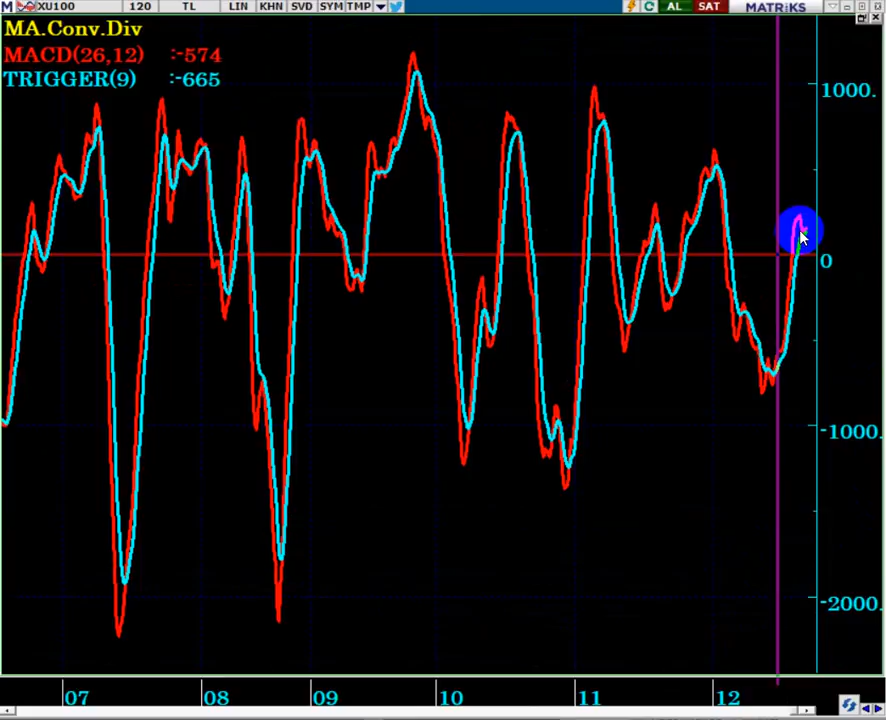 M XU100 120 TL LIN KHN SVD SYM TMP C AL SAT MATRiKS
MA.Conv.Div
MACD(26,12) :-574
TRIGGER(9) :-665
1000.
0
-1000.
-2000.
07 08 09 10 11 12